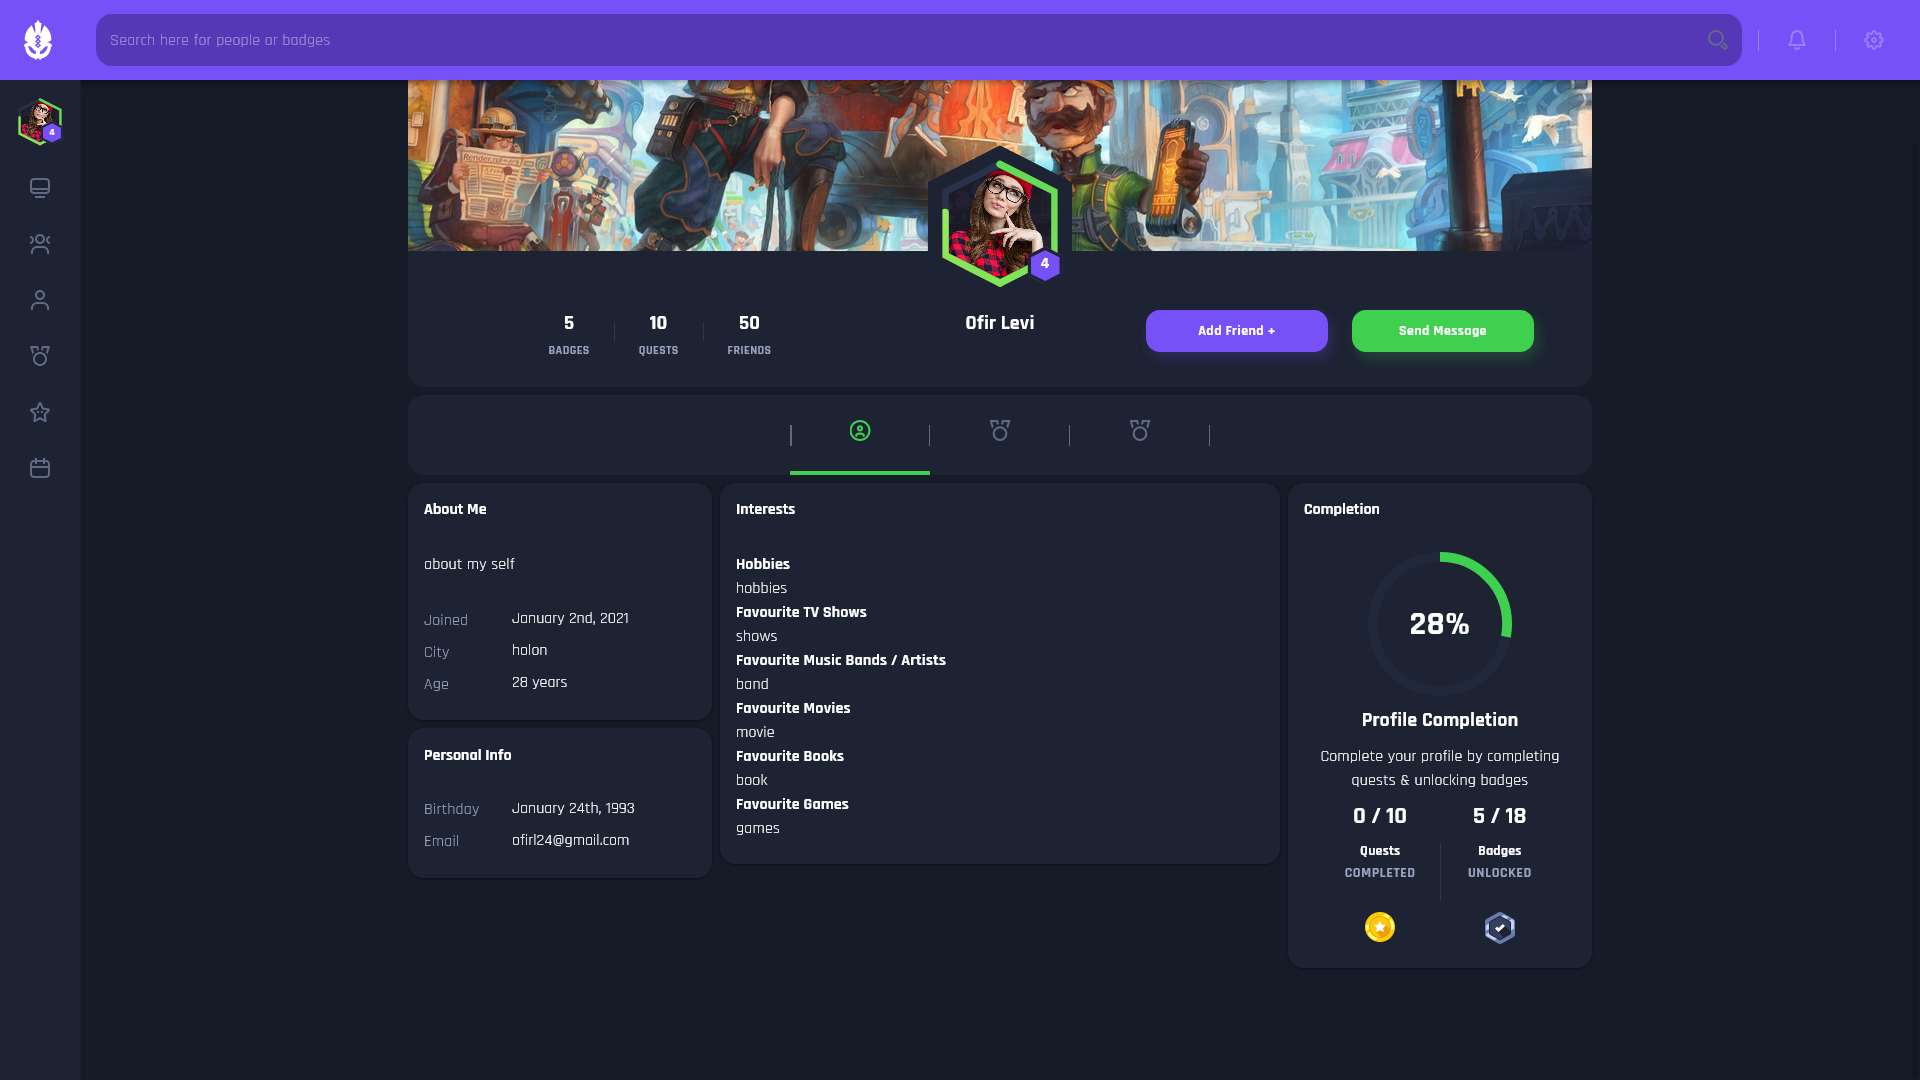 Search here for people or badges
4
Render.no
4
5
BADGES
10
QUESTS
50
FRIENDS
Ofir Levi
Add Friend +
Send Message
About Me
about my self
Joined January 2nd, 2021
City holon
Age 28 years
Personal Info
Birthday January 24th, 1993
Email ofirl24@gmail.com
Interests
Hobbies
hobbies
Favourite TV Shows
shows
Favourite Music Bands / Artists
band
Favourite Movies
movie
Favourite Books
book
Favourite Games
games
Completion
28%
Profile Completion
Complete your profile by completing
quests & unlocking badges
0 / 10 5 / 18
Quests Badges
COMPLETED UNLOCKED